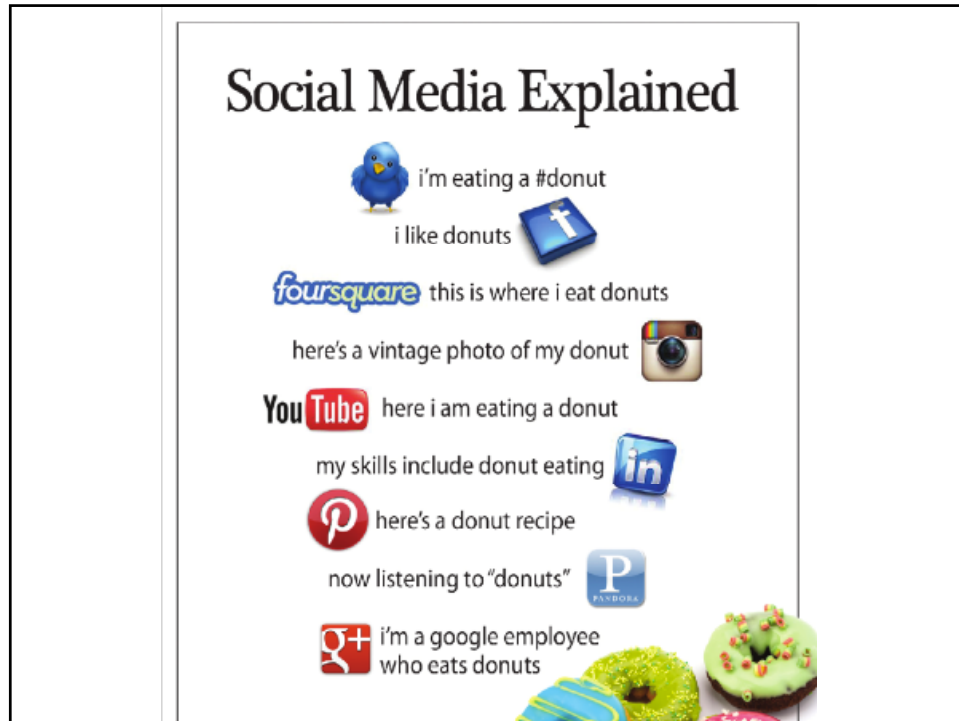 Social Media Explained
i'm eating a #donut
i like donuts f
foursquare this is where i eat donuts
here's a vintage photo of my donut
YouTube here i am eating a donut
my skills include donut eating in
P here's a donut recipe
now listening to "donuts" P
PANDORA
g+ i'm a google employee
who eats donuts